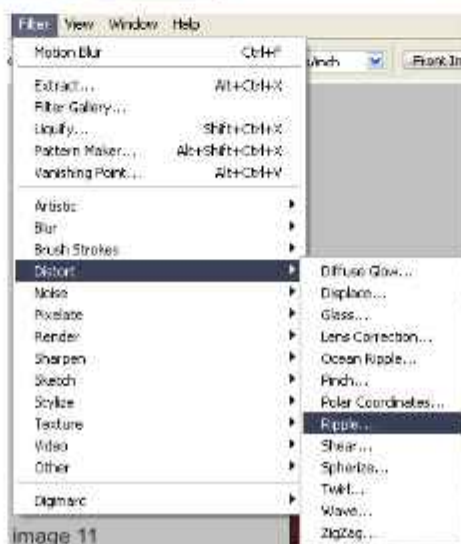 Filter View Window Help
Motion Blur Ctrl+F
Extract... Alt+Ctrl+X
Filter Gallery...
Liquify... Shift+Ctrl+X
Pattern Maker... Alt+Shift+Ctrl+X
Vanishing Point... Alt+Ctrl+V
Artistic
Blur
Brush Strokes
Distort
Noise
Pixelate
Render
Sharpen
Sketch
Stylize
Texture
Video
Other
Digimarc
Diffuse Glow...
Displace...
Glass...
Lens Correction...
Ocean Ripple...
Pinch...
Polar Coordinates...
Ripple...
Shear...
Spherize...
Twirl...
Wave...
ZigZag...
Front
image 11